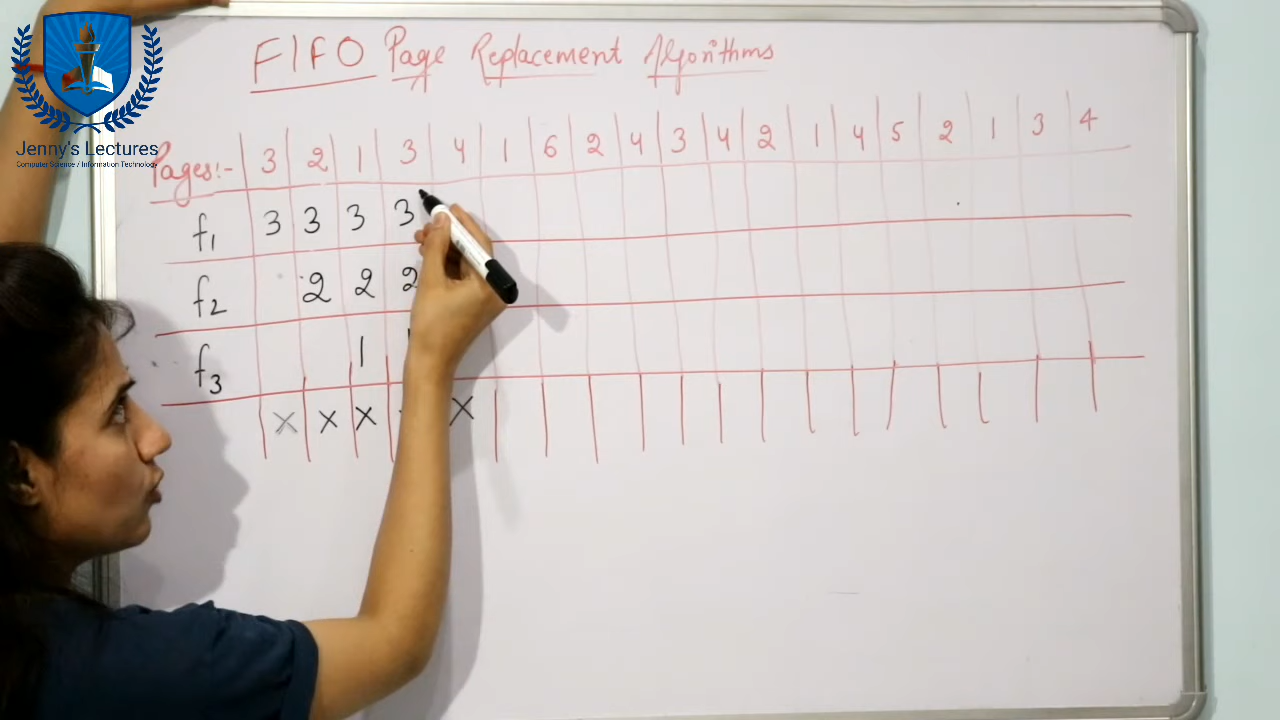 Jenny's Lectures
Computer Science / Information Technology
FIFO Page Replacement Algorithms
Pages:- 3 2 1 3 4 1 6 2 4 3 4 2 1 4 5 2 1 3 4
f1 3 3 3 3
f2 2 2 2
f3 1
× × × ×